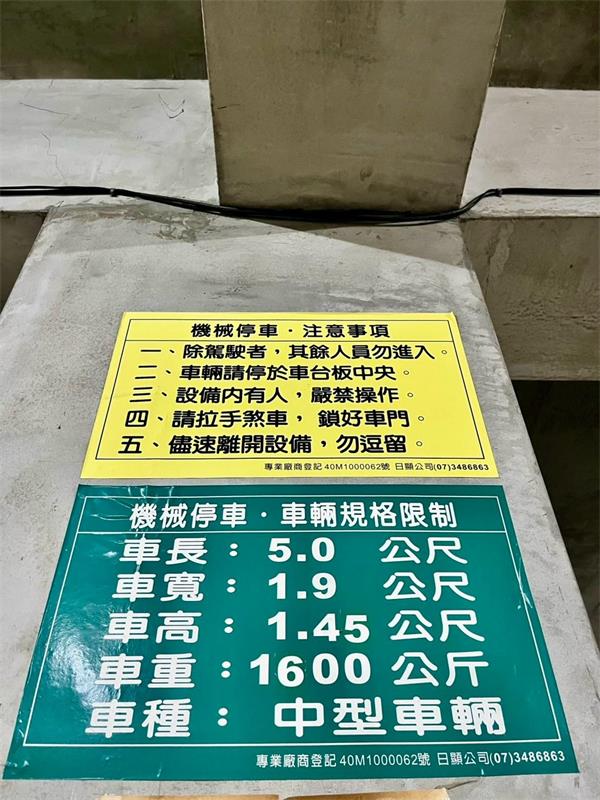 機械停車・注意事項
一、除駕駛者，其餘人員勿進入。
二、車輛請停於車台板中央。
三、設備內有人，嚴禁操作。
四、請拉手煞車， 鎖好車門。
五、儘速離開設備，勿逗留。
專業廠商登記 40M1000062號 日顯公司(07)3486863
機械停車・車輛規格限制
車長： 5.0 公尺
車寬： 1.9 公尺
車高： 1.45 公尺
車重：1600 公斤
車種： 中型車輛
專業廠商登記 40M1000062號 日顯公司(07)3486863